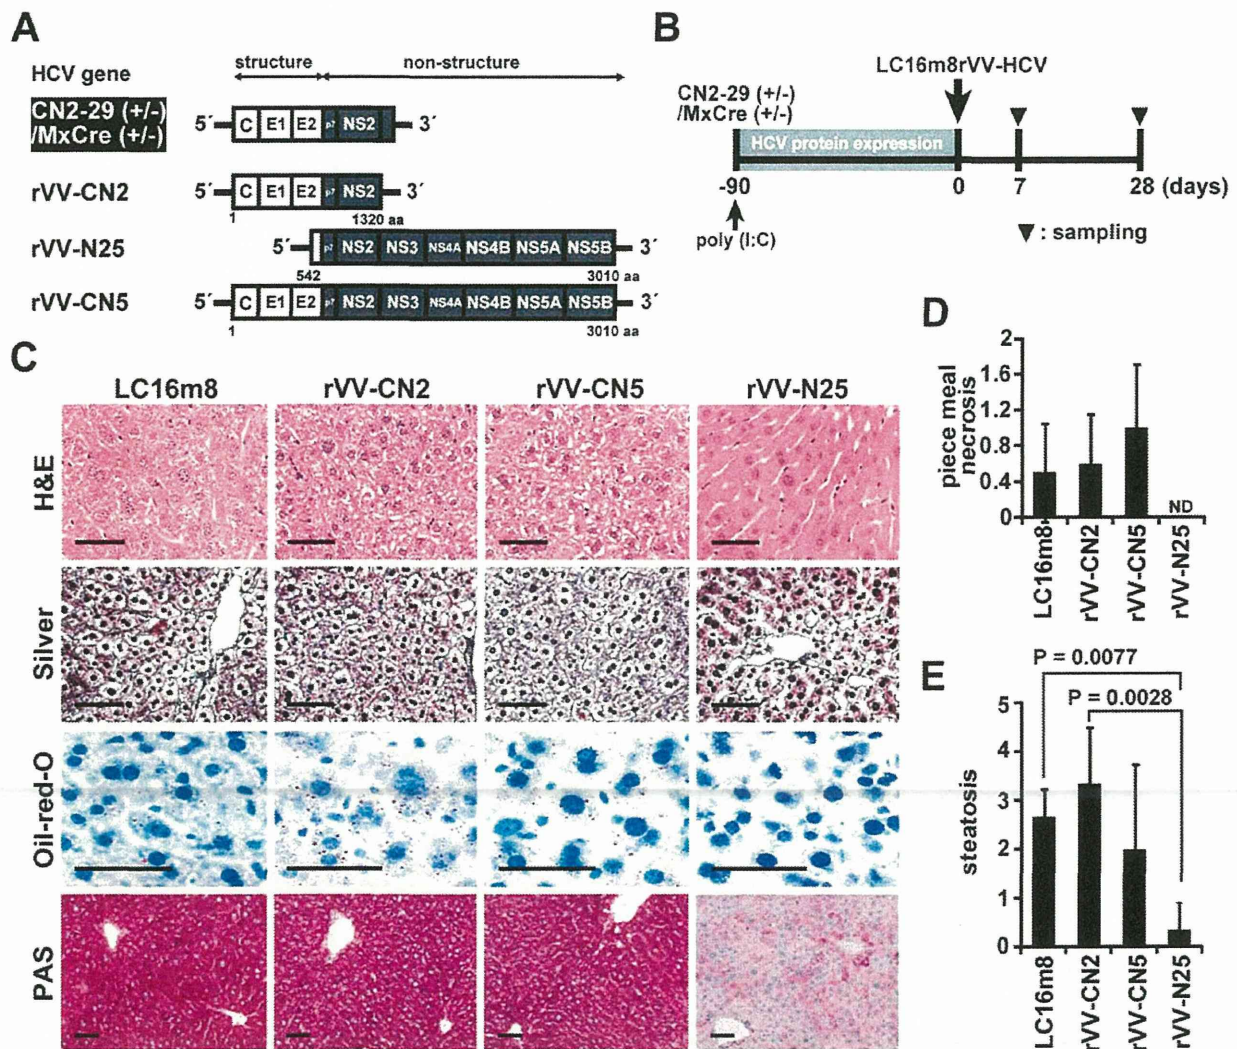 A
HCV gene
structure
non-structure
CN2-29 (+/-)
/MxCre (+/-)
5´ C E1 E2 p7 NS2 3´
rVV-CN2
5´ C E1 E2 p7 NS2 3´
1 1320 aa
rVV-N25
5´ p7 NS2 NS3 NS4A NS4B NS5A NS5B 3´
542 3010 aa
rVV-CN5
5´ C E1 E2 p7 NS2 NS3 NS4A NS4B NS5A NS5B 3´
1 3010 aa
B
LC16m8rVV-HCV
CN2-29 (+/-)
/MxCre (+/-)
HCV protein expression
-90 0 7 28 (days)
poly (I:C)
▼ : sampling
C
LC16m8 rVV-CN2 rVV-CN5 rVV-N25
H&E
Silver
Oil-red-O
PAS
D
piece meal
necrosis
2
1.6
1.2
0.8
0.4
0
ND
LC16m8
rVV-CN2
rVV-CN5
rVV-N25
E
P = 0.0077
P = 0.0028
steatosis
5
4
3
2
1
0
LC16m8
rVV-CN2
rVV-CN5
rVV-N25